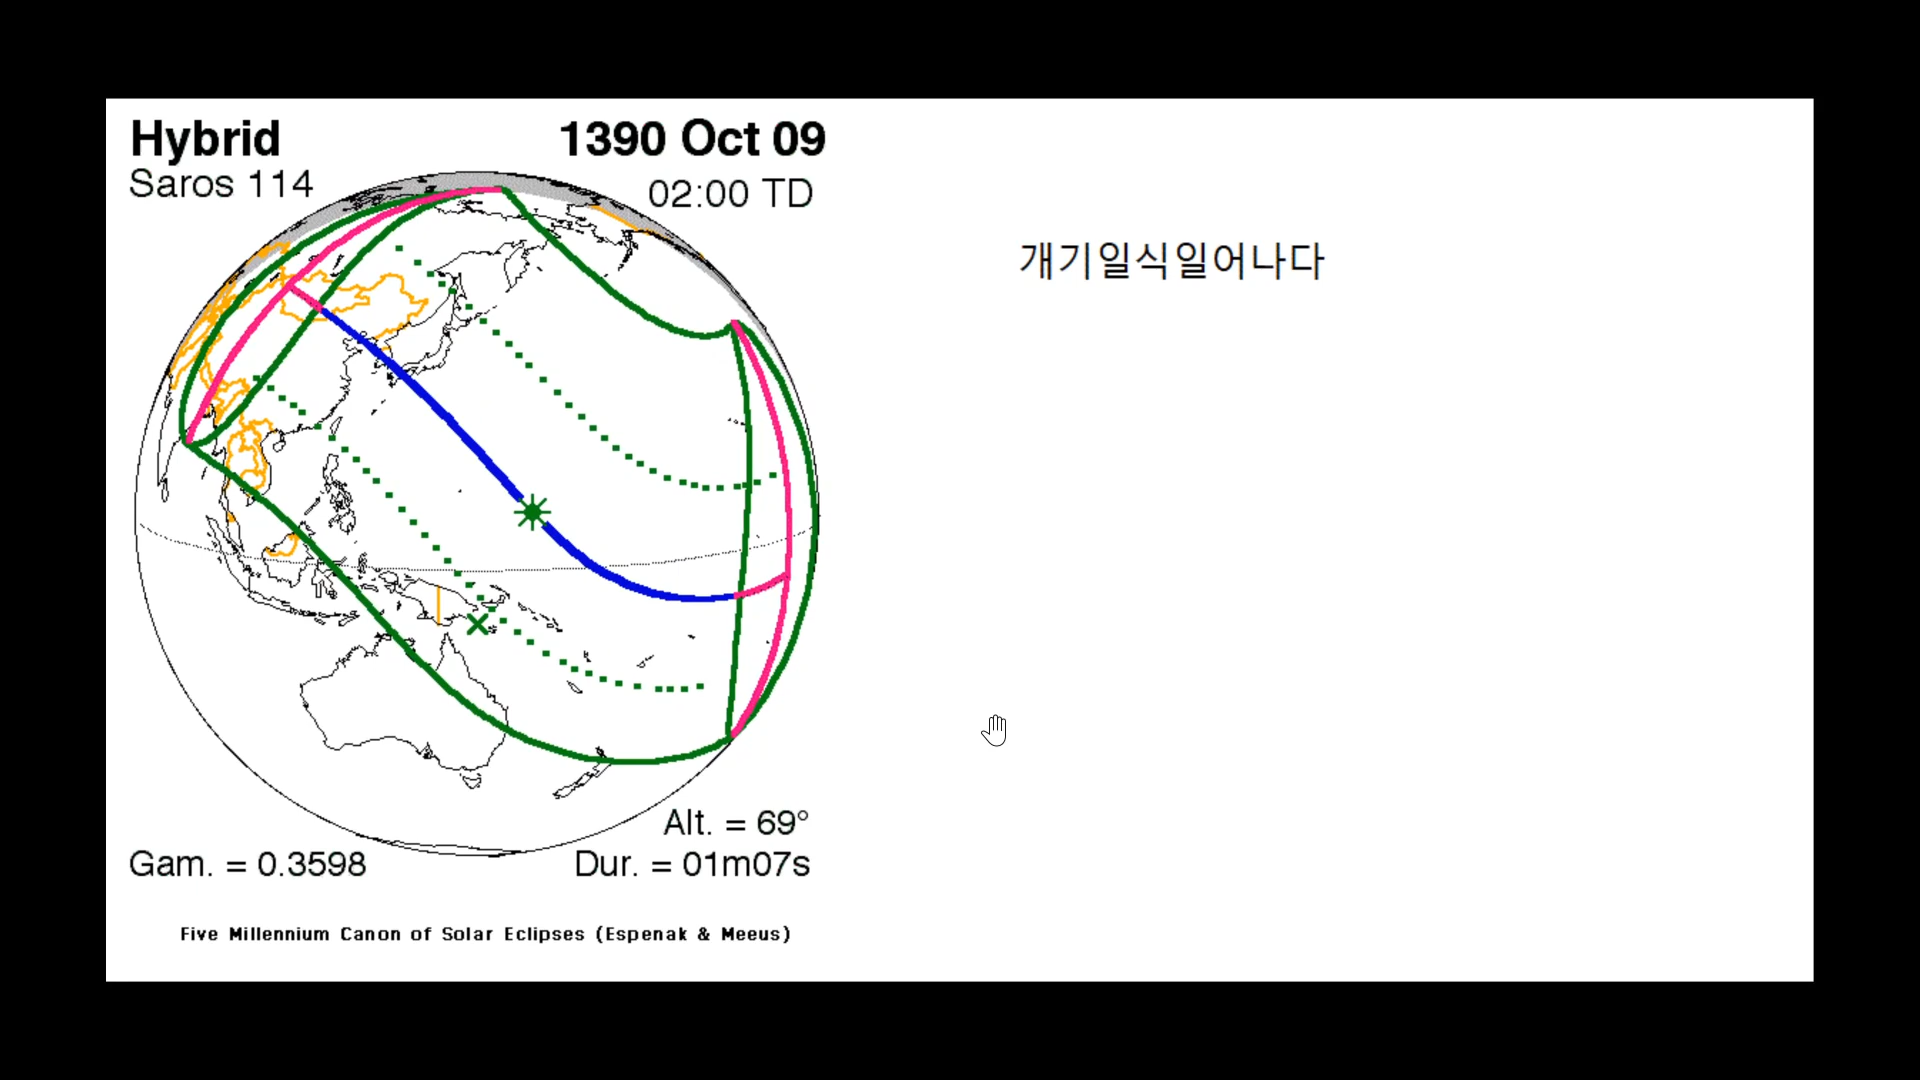 Hybrid
1390 Oct 09
Saros 114
02:00 TD
개기일식일어나다
Alt. = 69°
Gam. = 0.3598
Dur. = 01m07s
Five Millennium Canon of Solar Eclipses (Espenak & Meeus)